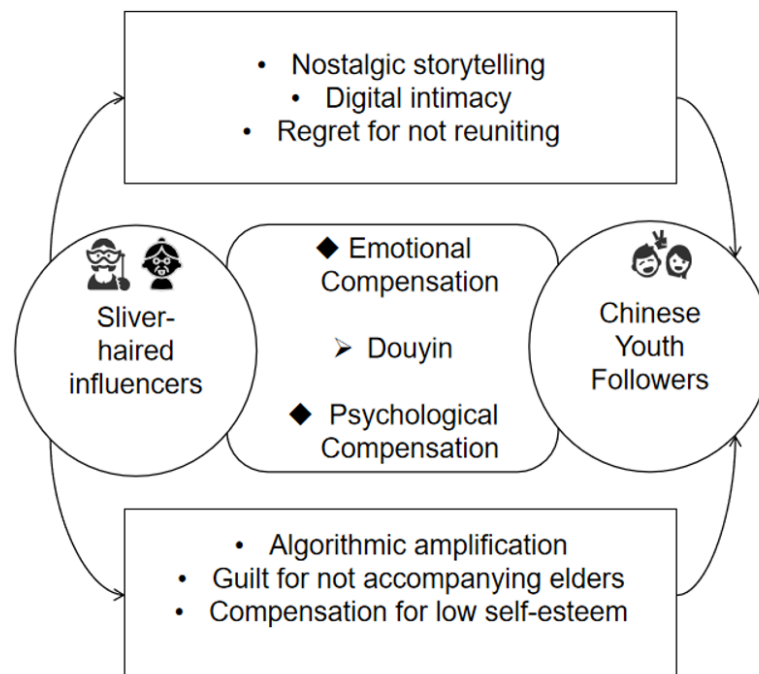 • Nostalgic storytelling
• Digital intimacy
• Regret for not reuniting
Sliver-
haired
influencers
◆ Emotional
Compensation
➢ Douyin
◆ Psychological
Compensation
Chinese
Youth
Followers
• Algorithmic amplification
• Guilt for not accompanying elders
• Compensation for low self-esteem